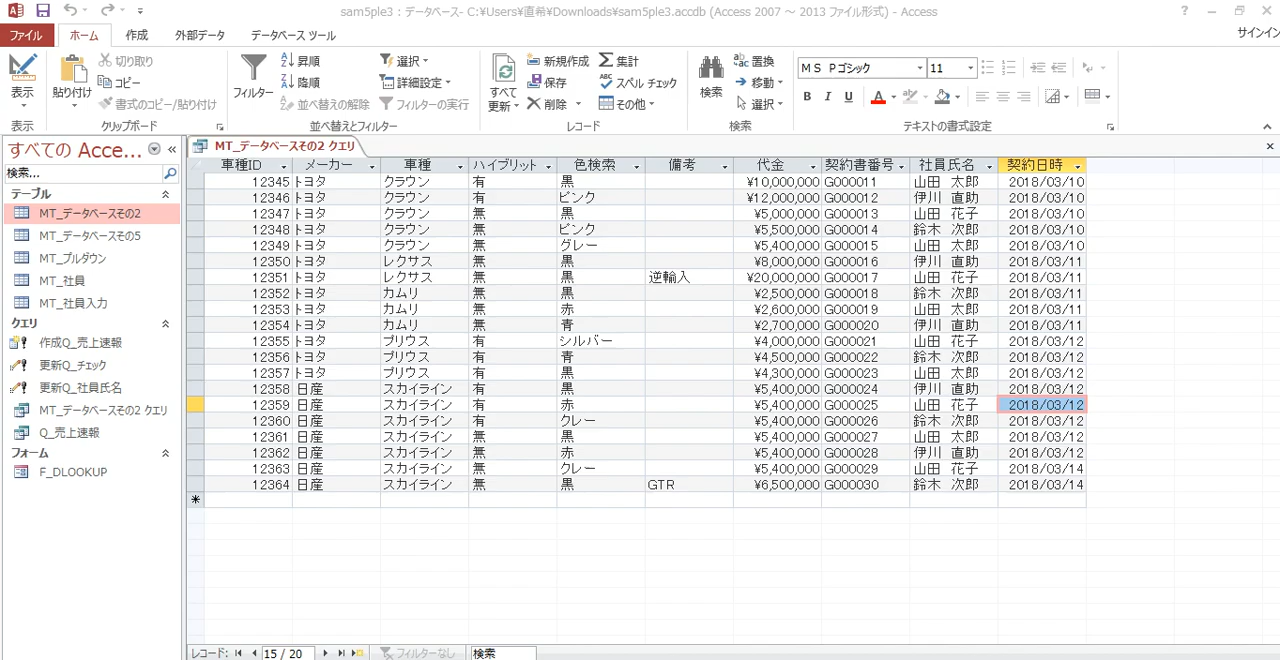 sam5ple3 : データベース- C:¥Users¥直希¥Downloads¥sam5ple3.accdb (Access 2007 ～ 2013 ファイル形式) - Access
ファイル ホーム 作成 外部データ データベース ツール サインイン
表示 貼り付け 切り取り コピー 書式のコピー/貼り付け フィルター 昇順 降順 並べ替えの解除 選択 詳細設定 フィルターの実行 すべて更新 新規作成 保存 削除 集計 スペル チェック その他 検索 置換 移動 選択 ＭＳ Ｐゴシック 11 B I U A
表示 クリップボード 並べ替えとフィルター レコード 検索 テキストの書式設定
すべての Acce...
検索...
テーブル
MT_データベースその2
MT_データベースその5
MT_プルダウン
MT_社員
MT_社員入力
クエリ
作成Q_売上速報
更新Q_チェック
更新Q_社員氏名
MT_データベースその2 クエリ
Q_売上速報
フォーム
F_DLOOKUP
MT_データベースその2 クエリ
車種ID メーカー 車種 ハイブリット 色検索 備考 代金 契約書番号 社員氏名 契約日時
12345 トヨタ クラウン 有 黒 ¥10,000,000 G000011 山田 太郎 2018/03/10
12346 トヨタ クラウン 有 ピンク ¥12,000,000 G000012 伊川 直助 2018/03/10
12347 トヨタ クラウン 無 黒 ¥5,000,000 G000013 山田 花子 2018/03/10
12348 トヨタ クラウン 無 ピンク ¥5,500,000 G000014 鈴木 次郎 2018/03/10
12349 トヨタ クラウン 無 グレー ¥5,400,000 G000015 山田 太郎 2018/03/10
12350 トヨタ レクサス 無 黒 ¥8,000,000 G000016 伊川 直助 2018/03/11
12351 トヨタ レクサス 無 黒 逆輸入 ¥20,000,000 G000017 山田 花子 2018/03/11
12352 トヨタ カムリ 無 黒 ¥2,500,000 G000018 鈴木 次郎 2018/03/11
12353 トヨタ カムリ 無 赤 ¥2,600,000 G000019 山田 太郎 2018/03/11
12354 トヨタ カムリ 無 青 ¥2,700,000 G000020 伊川 直助 2018/03/11
12355 トヨタ プリウス 有 シルバー ¥4,000,000 G000021 山田 花子 2018/03/12
12356 トヨタ プリウス 有 青 ¥4,500,000 G000022 鈴木 次郎 2018/03/12
12357 トヨタ プリウス 有 黒 ¥4,300,000 G000023 山田 太郎 2018/03/12
12358 日産 スカイライン 有 黒 ¥5,400,000 G000024 伊川 直助 2018/03/12
12359 日産 スカイライン 有 赤 ¥5,400,000 G000025 山田 花子 2018/03/12
12360 日産 スカイライン 有 クレー ¥5,400,000 G000026 鈴木 次郎 2018/03/12
12361 日産 スカイライン 無 黒 ¥5,400,000 G000027 山田 太郎 2018/03/12
12362 日産 スカイライン 無 赤 ¥5,400,000 G000028 伊川 直助 2018/03/12
12363 日産 スカイライン 無 クレー ¥5,400,000 G000029 山田 花子 2018/03/14
12364 日産 スカイライン 無 黒 GTR ¥6,500,000 G000030 鈴木 次郎 2018/03/14
レコード: 15 / 20 フィルターなし 検索